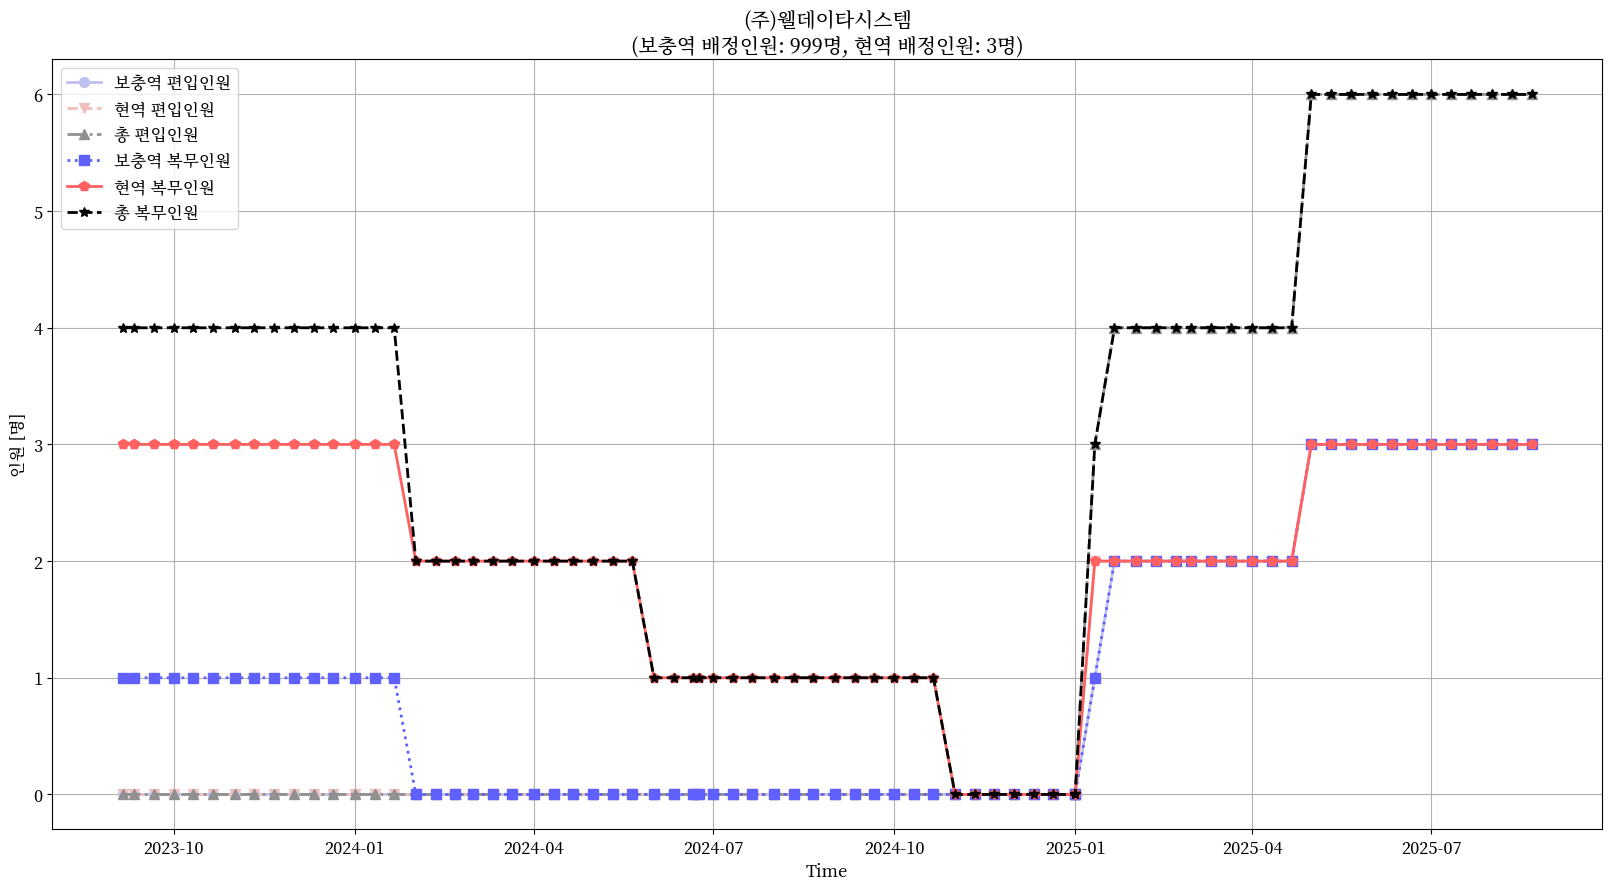 (주)웰데이타시스템
(보충역 배정인원: 999명, 현역 배정인원: 3명)
보충역 편입인원
현역 편입인원
총 편입인원
보충역 복무인원
현역 복무인원
총 복무인원
인원 [명]
6
5
4
3
2
1
0
2023-10
2024-01
2024-04
2024-07
2024-10
2025-01
2025-04
2025-07
Time